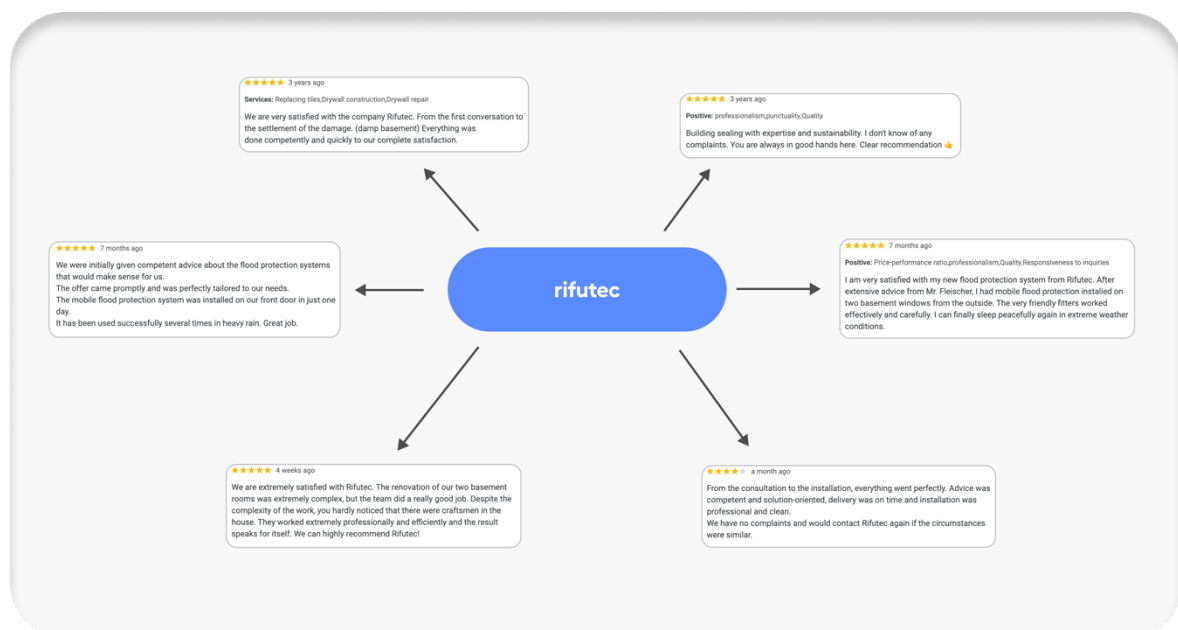 3 years ago
Services: Replacing tiles,Drywall construction,Drywall repair
We are very satisfied with the company Rifutec. From the first conversation to
the settlement of the damage. (damp basement) Everything was
done competently and quickly to our complete satisfaction.
3 years ago
Positive: professionalism,punctuality,Quality
Building sealing with expertise and sustainability. I don't know of any
complaints. You are always in good hands here. Clear recommendation 👍
7 months ago
We were initially given competent advice about the flood protection systems
that would make sense for us.
The offer came promptly and was perfectly tailored to our needs.
The mobile flood protection system was installed on our front door in just one
day.
It has been used successfully several times in heavy rain. Great job.
rifutec
7 months ago
Positive: Price-performance ratio,professionalism,Quality,Responsiveness to inquiries
I am very satisfied with my new flood protection system from Rifutec. After
extensive advice from Mr. Fleischer, I had mobile flood protection installed on
two basement windows from the outside. The very friendly fitters worked
effectively and carefully. I can finally sleep peacefully again in extreme weather
conditions.
4 weeks ago
We are extremely satisfied with Rifutec. The renovation of our two basement
rooms was extremely complex, but the team did a really good job. Despite the
complexity of the work, you hardly noticed that there were craftsmen in the
house. They worked extremely professionally and efficiently and the result
speaks for itself. We can highly recommend Rifutec!
a month ago
From the consultation to the installation, everything went perfectly. Advice was
competent and solution-oriented, delivery was on time and installation was
professional and clean.
We have no complaints and would contact Rifutec again if the circumstances
were similar.